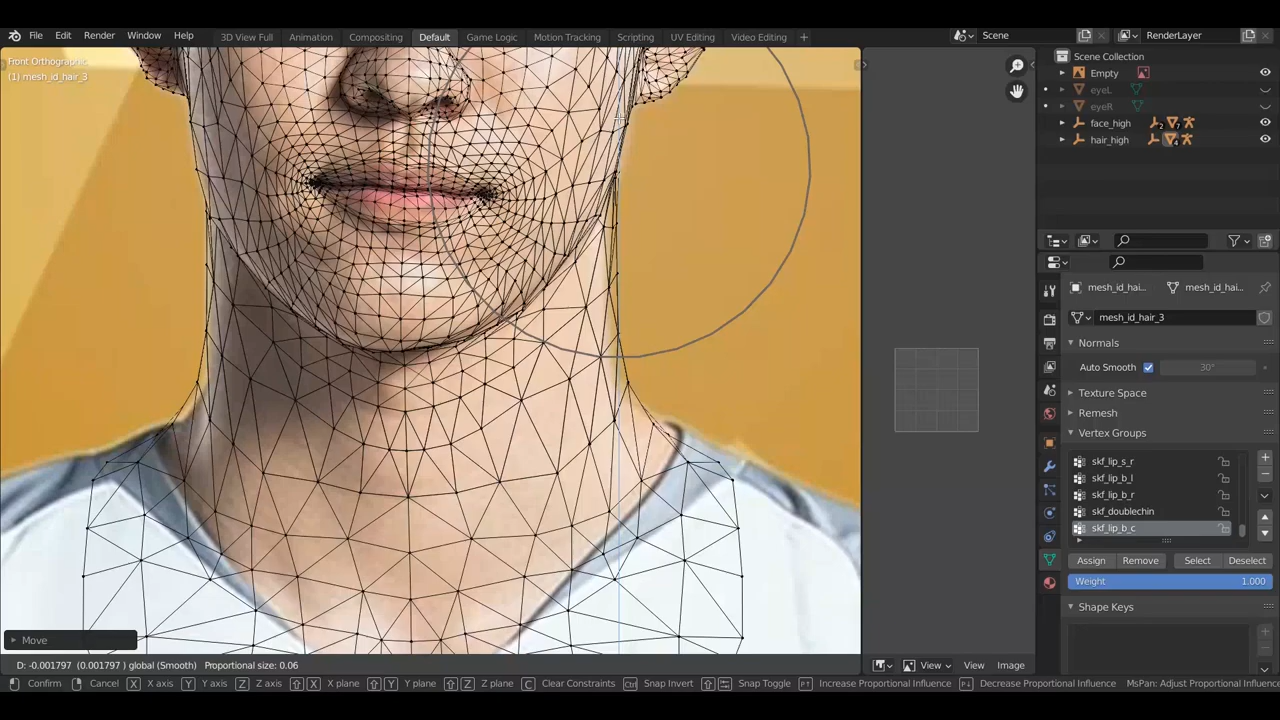 File Edit Render Window Help
3D View Full Animation Compositing Default Game Logic Motion Tracking Scripting UV Editing Video Editing +
Scene RenderLayer
Front Orthographic
(1) mesh_id_hair_3
Scene Collection
Empty
eyeL
eyeR
face_high 2 7
hair_high 4
mesh_id_hai... mesh_id_hai...
mesh_id_hair_3
Normals
Auto Smooth 30°
Texture Space
Remesh
Vertex Groups
skf_lip_s_r
skf_lip_b_l
skf_lip_b_r
skf_doublechin
skf_lip_b_c
Assign Remove Select Deselect
Weight 1.000
Shape Keys
Move
D: -0.001797 (0.001797 ) global (Smooth) Proportional size: 0.06
View View Image
Confirm Cancel X X axis Y Y axis Z Z axis X X plane Y Y plane Z Z plane C Clear Constraints Ctrl Snap Invert Snap Toggle Increase Proportional Influence Decrease Proportional Influence MsPan: Adjust Proportional Influence